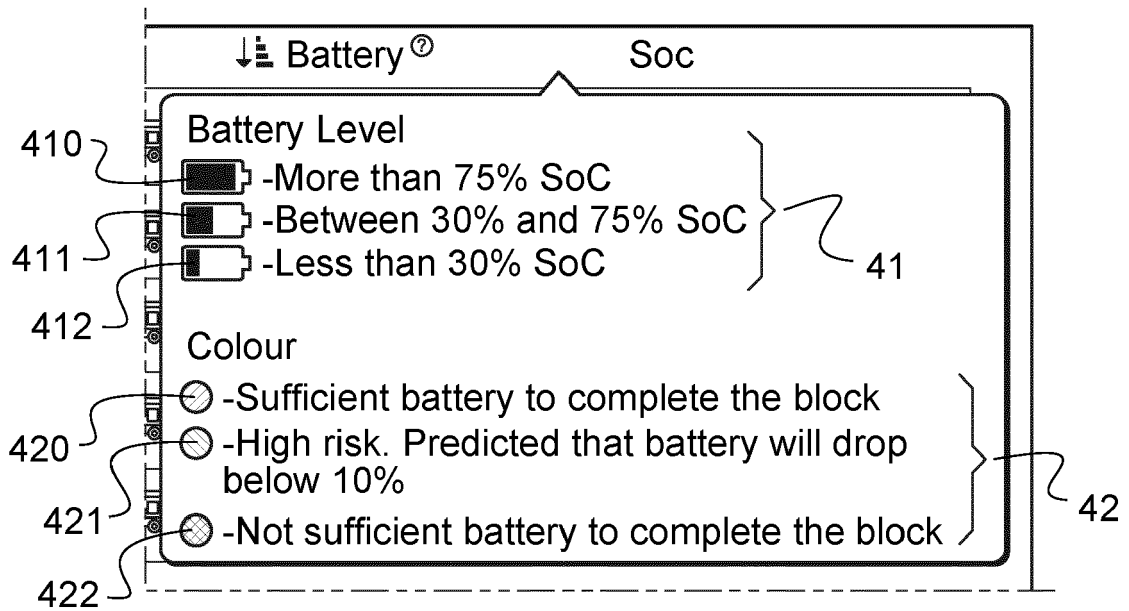 Battery ? Soc
Battery Level
410
-More than 75% SoC
411
-Between 30% and 75% SoC
412
-Less than 30% SoC
41
Colour
420
-Sufficient battery to complete the block
421
-High risk. Predicted that battery will drop
below 10%
422
-Not sufficient battery to complete the block
42